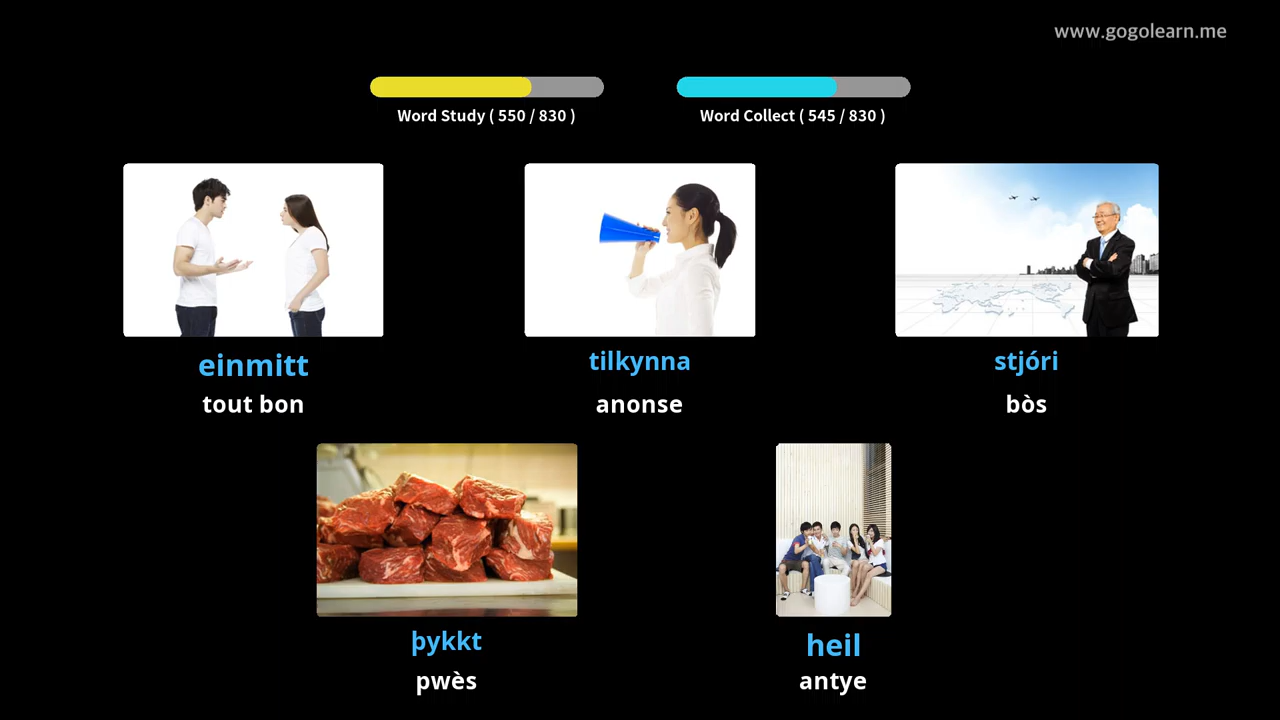 www.gogolearn.me
Word Study ( 550 / 830 )
Word Collect ( 545 / 830 )
einmitt
tilkynna
stjóri
tout bon
anonse
bòs
þykkt
heil
pwès
antye